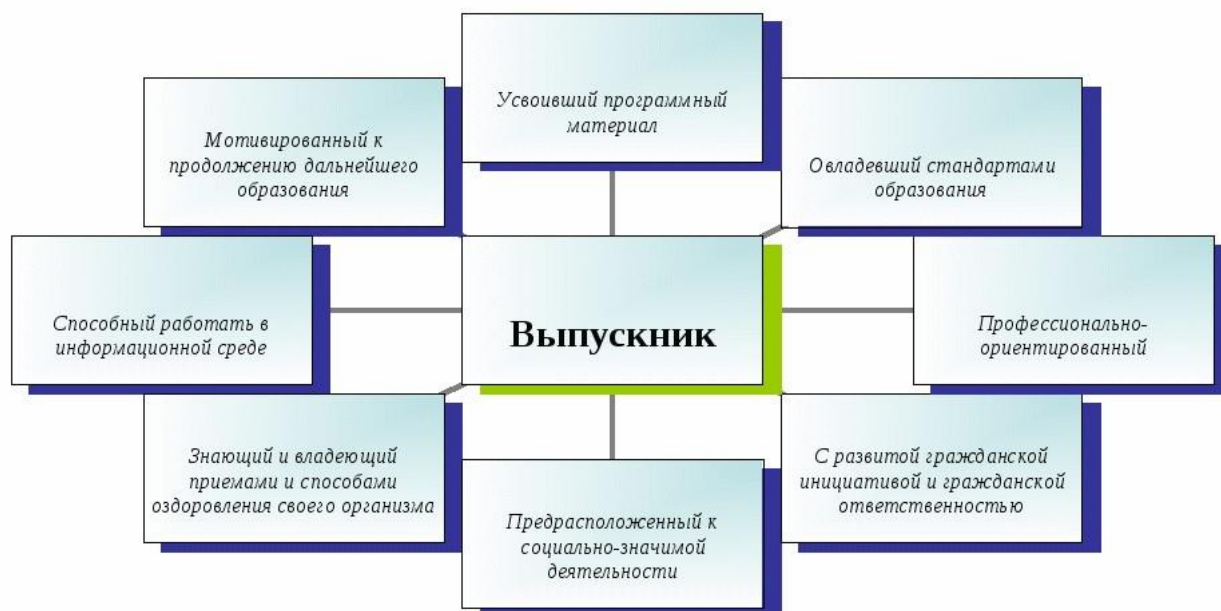 Усвоивший программный
материал
Мотивированный к
продолжению дальнейшего
образования
Овладевший стандартами
образования
Способный работать в
информационной среде
Выпускник
Профессионально-
ориентированный
Знающий и владеющий
приемами и способами
оздоровления своего организма
Предрасположенный к
социально-значимой
деятельности
С развитой гражданской
инициативой и гражданской
ответственностью